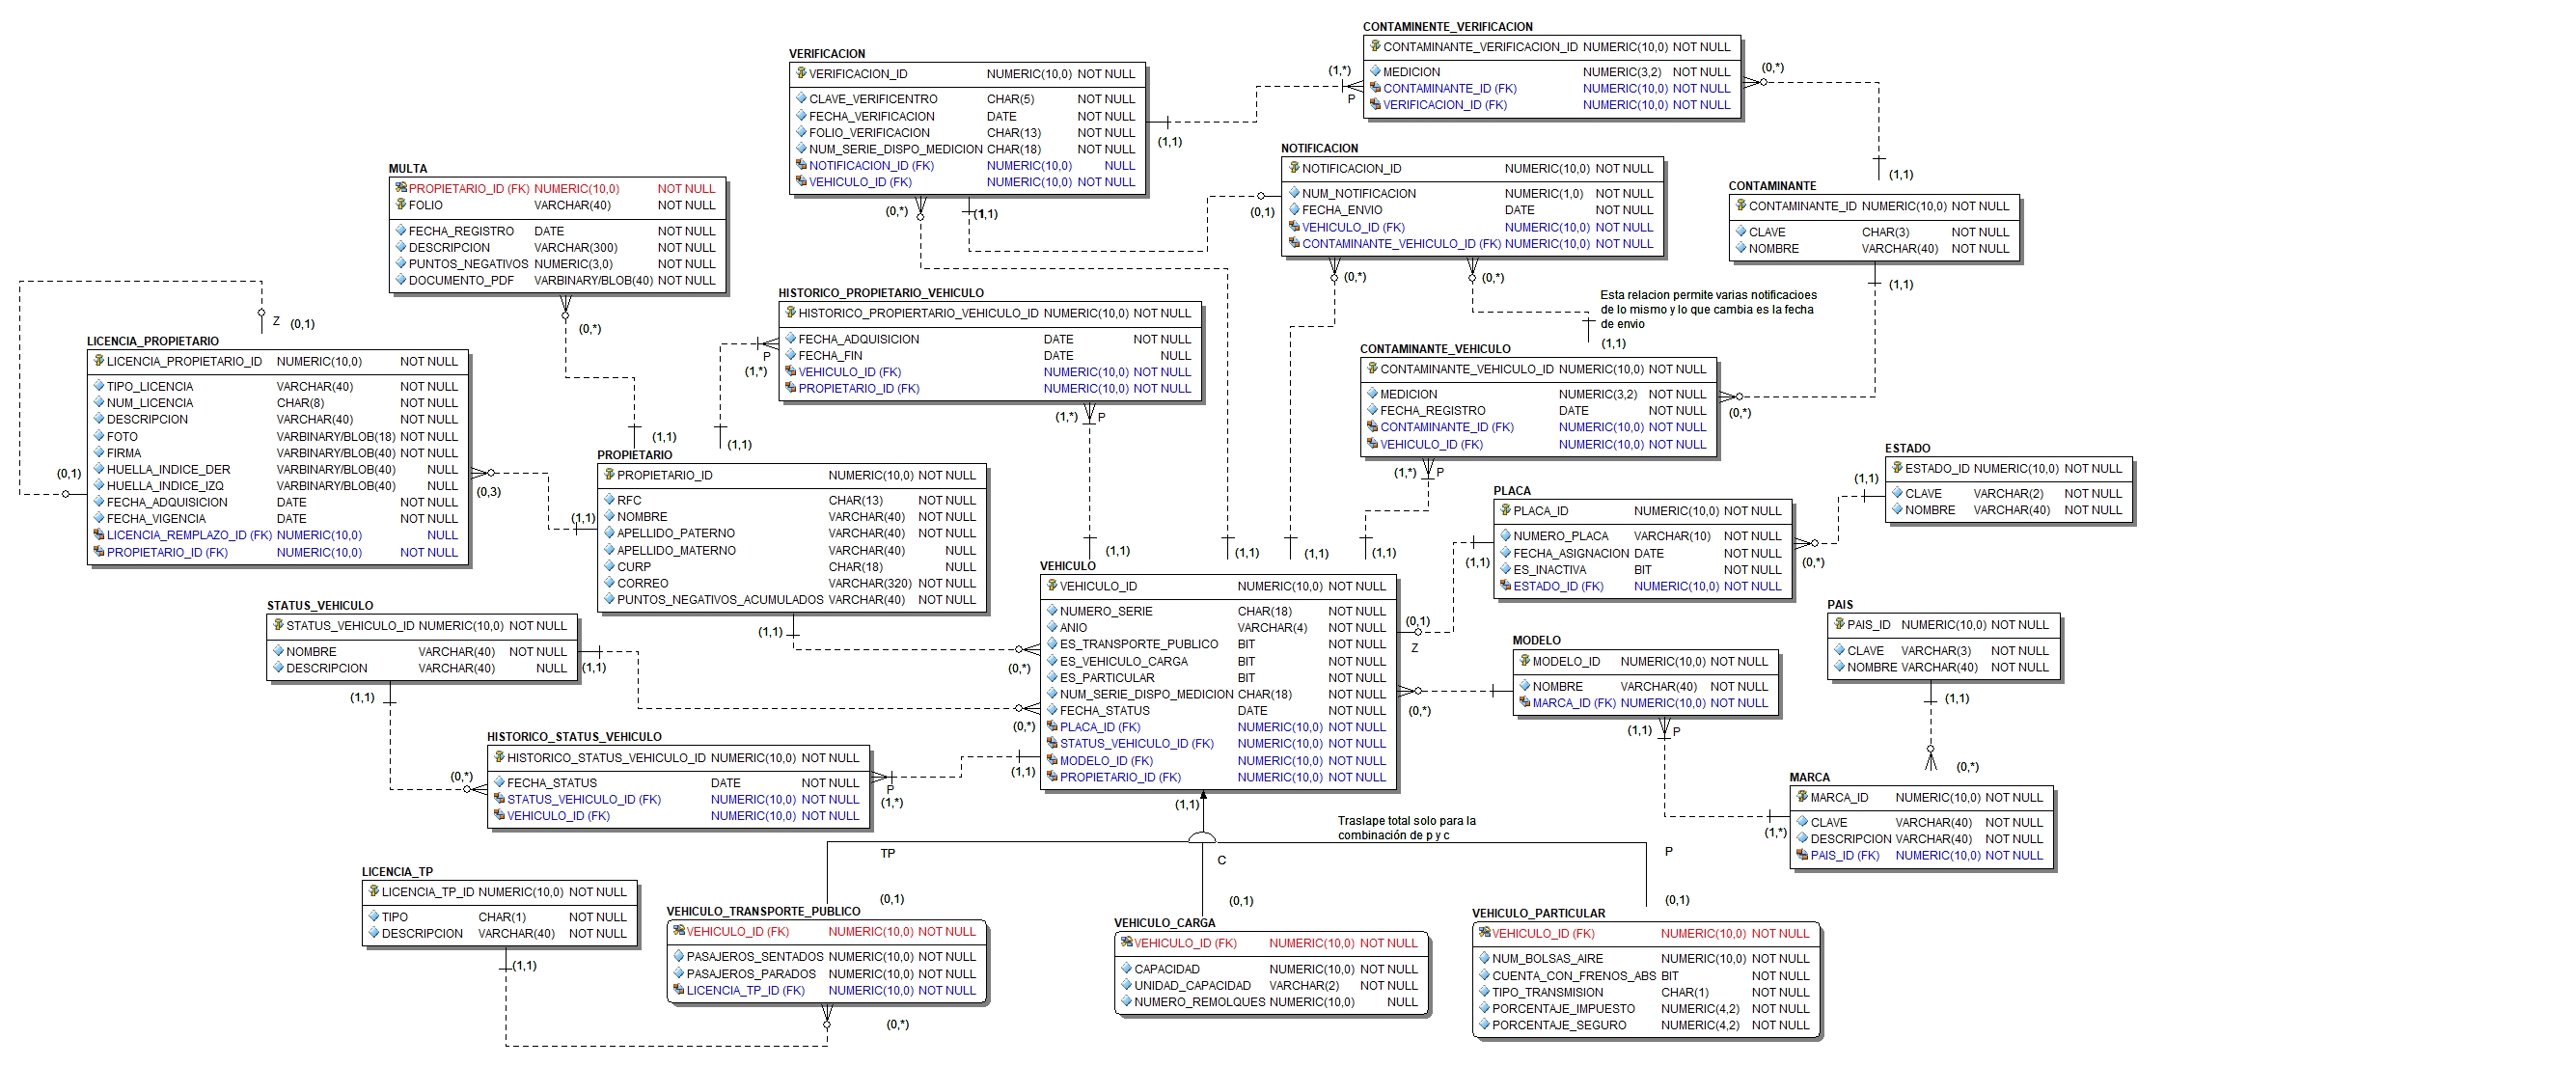 CONTAMINENTE_VERIFICACION
CONTAMINANTE_VERIFICACION_ID NUMERIC(10,0) NOT NULL
MEDICION NUMERIC(3,2) NOT NULL
CONTAMINANTE_ID (FK) NUMERIC(10,0) NOT NULL
VERIFICACION_ID (FK) NUMERIC(10,0) NOT NULL
(1,*)
P
(0,*)
VERIFICACION
VERIFICACION_ID NUMERIC(10,0) NOT NULL
CLAVE_VERIFICENTRO CHAR(5) NOT NULL
FECHA_VERIFICACION DATE NOT NULL
FOLIO_VERIFICACION CHAR(13) NOT NULL
NUM_SERIE_DISPO_MEDICION CHAR(18) NOT NULL
NOTIFICACION_ID (FK) NUMERIC(10,0) NULL
VEHICULO_ID (FK) NUMERIC(10,0) NOT NULL
(1,1)
(0,*)
(1,1)
NOTIFICACION
NOTIFICACION_ID NUMERIC(10,0) NOT NULL
NUM_NOTIFICACION NUMERIC(1,0) NOT NULL
FECHA_ENVIO DATE NOT NULL
VEHICULO_ID (FK) NUMERIC(10,0) NOT NULL
CONTAMINANTE_VEHICULO_ID (FK) NUMERIC(10,0) NOT NULL
(0,1)
(0,*)
(0,*)
CONTAMINANTE
CONTAMINANTE_ID NUMERIC(10,0) NOT NULL
CLAVE CHAR(3) NOT NULL
NOMBRE VARCHAR(40) NOT NULL
(1,1)
(1,1)
MULTA
PROPIETARIO_ID (FK) NUMERIC(10,0) NOT NULL
FOLIO VARCHAR(40) NOT NULL
FECHA_REGISTRO DATE NOT NULL
DESCRIPCION VARCHAR(300) NOT NULL
PUNTOS_NEGATIVOS NUMERIC(3,0) NOT NULL
DOCUMENTO_PDF VARBINARY/BLOB(40) NOT NULL
(0,*)
HISTORICO_PROPIETARIO_VEHICULO
HISTORICO_PROPIERTARIO_VEHICULO_ID NUMERIC(10,0) NOT NULL
FECHA_ADQUISICION DATE NOT NULL
FECHA_FIN DATE NULL
VEHICULO_ID (FK) NUMERIC(10,0) NOT NULL
PROPIETARIO_ID (FK) NUMERIC(10,0) NOT NULL
P
(1,*)
(1,*) P
Esta relacion permite varias notificacioes
de lo mismo y lo que cambia es la fecha
de envio
(1,1)
CONTAMINANTE_VEHICULO
CONTAMINANTE_VEHICULO_ID NUMERIC(10,0) NOT NULL
MEDICION NUMERIC(3,2) NOT NULL
FECHA_REGISTRO DATE NOT NULL
CONTAMINANTE_ID (FK) NUMERIC(10,0) NOT NULL
VEHICULO_ID (FK) NUMERIC(10,0) NOT NULL
(0,*)
(1,*) P
LICENCIA_PROPIETARIO
LICENCIA_PROPIETARIO_ID NUMERIC(10,0) NOT NULL
TIPO_LICENCIA VARCHAR(40) NOT NULL
NUM_LICENCIA CHAR(8) NOT NULL
DESCRIPCION VARCHAR(40) NOT NULL
FOTO VARBINARY/BLOB(18) NOT NULL
FIRMA VARBINARY/BLOB(40) NOT NULL
HUELLA_INDICE_DER VARBINARY/BLOB(40) NULL
HUELLA_INDICE_IZQ VARBINARY/BLOB(40) NULL
FECHA_ADQUISICION DATE NOT NULL
FECHA_VIGENCIA DATE NOT NULL
LICENCIA_REMPLAZO_ID (FK) NUMERIC(10,0) NULL
PROPIETARIO_ID (FK) NUMERIC(10,0) NOT NULL
Z (0,1)
(0,1)
(0,3)
PROPIETARIO
PROPIETARIO_ID NUMERIC(10,0) NOT NULL
RFC CHAR(13) NOT NULL
NOMBRE VARCHAR(40) NOT NULL
APELLIDO_PATERNO VARCHAR(40) NOT NULL
APELLIDO_MATERNO VARCHAR(40) NULL
CURP CHAR(18) NULL
CORREO VARCHAR(320) NOT NULL
PUNTOS_NEGATIVOS_ACUMULADOS VARCHAR(40) NOT NULL
(1,1)
(1,1)
(1,1)
(1,1)
ESTADO
ESTADO_ID NUMERIC(10,0) NOT NULL
CLAVE VARCHAR(2) NOT NULL
NOMBRE VARCHAR(40) NOT NULL
(1,1)
PLACA
PLACA_ID NUMERIC(10,0) NOT NULL
NUMERO_PLACA VARCHAR(10) NOT NULL
FECHA_ASIGNACION DATE NOT NULL
ES_INACTIVA BIT NOT NULL
ESTADO_ID (FK) NUMERIC(10,0) NOT NULL
(1,1)
(0,*)
VEHICULO
VEHICULO_ID NUMERIC(10,0) NOT NULL
NUMERO_SERIE CHAR(18) NOT NULL
ANIO VARCHAR(4) NOT NULL
ES_TRANSPORTE_PUBLICO BIT NOT NULL
ES_VEHICULO_CARGA BIT NOT NULL
ES_PARTICULAR BIT NOT NULL
NUM_SERIE_DISPO_MEDICION CHAR(18) NOT NULL
FECHA_STATUS DATE NOT NULL
PLACA_ID (FK) NUMERIC(10,0) NOT NULL
STATUS_VEHICULO_ID (FK) NUMERIC(10,0) NOT NULL
MODELO_ID (FK) NUMERIC(10,0) NOT NULL
PROPIETARIO_ID (FK) NUMERIC(10,0) NOT NULL
(1,1)
(1,1)
(1,1)
(1,1)
(0,1)
Z
(0,*)
(0,*)
(0,*)
(1,1)
(1,1)
STATUS_VEHICULO
STATUS_VEHICULO_ID NUMERIC(10,0) NOT NULL
NOMBRE VARCHAR(40) NOT NULL
DESCRIPCION VARCHAR(40) NULL
(1,1)
(1,1)
MODELO
MODELO_ID NUMERIC(10,0) NOT NULL
NOMBRE VARCHAR(40) NOT NULL
MARCA_ID (FK) NUMERIC(10,0) NOT NULL
(1,1) P
PAIS
PAIS_ID NUMERIC(10,0) NOT NULL
CLAVE VARCHAR(3) NOT NULL
NOMBRE VARCHAR(40) NOT NULL
(1,1)
(0,*)
MARCA
MARCA_ID NUMERIC(10,0) NOT NULL
CLAVE VARCHAR(40) NOT NULL
DESCRIPCION VARCHAR(40) NOT NULL
PAIS_ID (FK) NUMERIC(10,0) NOT NULL
(1,*)
HISTORICO_STATUS_VEHICULO
HISTORICO_STATUS_VEHICULO_ID NUMERIC(10,0) NOT NULL
FECHA_STATUS DATE NOT NULL
STATUS_VEHICULO_ID (FK) NUMERIC(10,0) NOT NULL
VEHICULO_ID (FK) NUMERIC(10,0) NOT NULL
(0,*)
P
(1,*)
Traslape total solo para la
combinación de p y c
TP
C
P
LICENCIA_TP
LICENCIA_TP_ID NUMERIC(10,0) NOT NULL
TIPO CHAR(1) NOT NULL
DESCRIPCION VARCHAR(40) NOT NULL
(1,1)
(0,1)
VEHICULO_TRANSPORTE_PUBLICO
VEHICULO_ID (FK) NUMERIC(10,0) NOT NULL
PASAJEROS_SENTADOS NUMERIC(10,0) NOT NULL
PASAJEROS_PARADOS NUMERIC(10,0) NOT NULL
LICENCIA_TP_ID (FK) NUMERIC(10,0) NOT NULL
(0,*)
(0,1)
VEHICULO_CARGA
VEHICULO_ID (FK) NUMERIC(10,0) NOT NULL
CAPACIDAD NUMERIC(10,0) NOT NULL
UNIDAD_CAPACIDAD VARCHAR(2) NOT NULL
NUMERO_REMOLQUES NUMERIC(10,0) NULL
(0,1)
VEHICULO_PARTICULAR
VEHICULO_ID (FK) NUMERIC(10,0) NOT NULL
NUM_BOLSAS_AIRE NUMERIC(10,0) NOT NULL
CUENTA_CON_FRENOS_ABS BIT NOT NULL
TIPO_TRANSMISION CHAR(1) NOT NULL
PORCENTAJE_IMPUESTO NUMERIC(4,2) NOT NULL
PORCENTAJE_SEGURO NUMERIC(4,2) NOT NULL